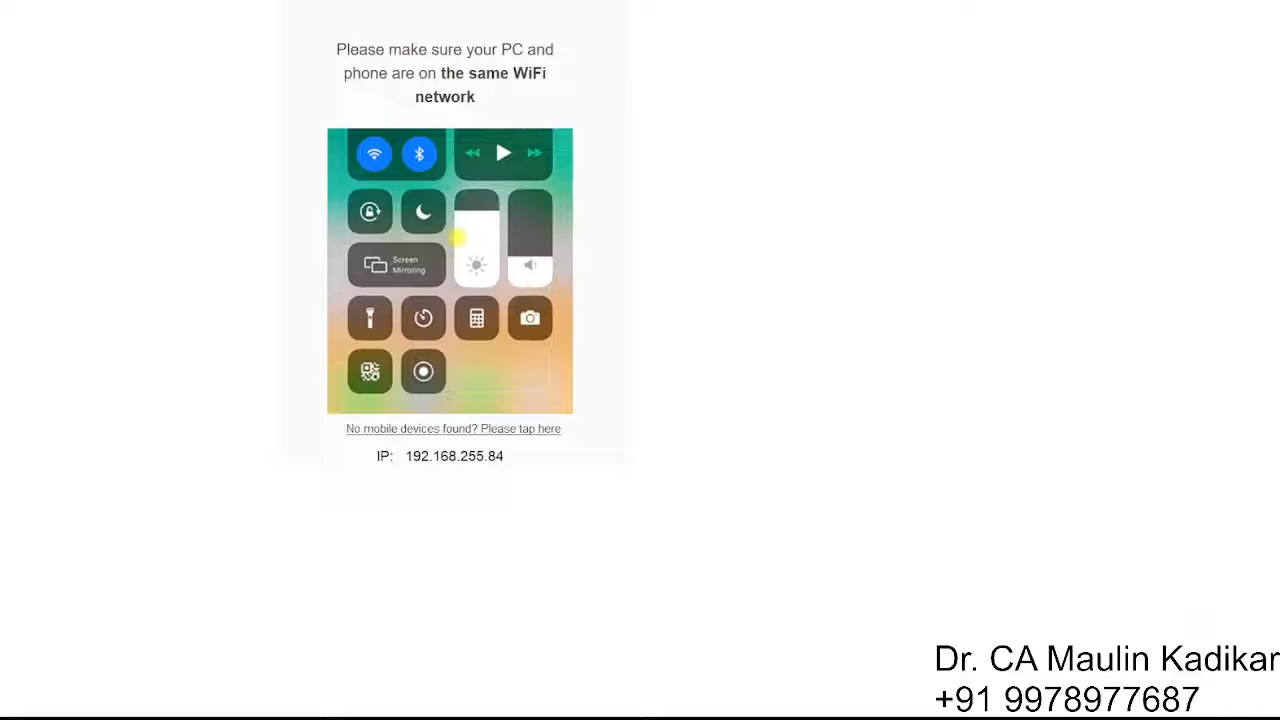 Please make sure your PC and
phone are on the same WiFi
network
Screen
Mirroring
No mobile devices found? Please tap here
IP: 192.168.255.84
Dr. CA Maulin Kadikar
+91 9978977687